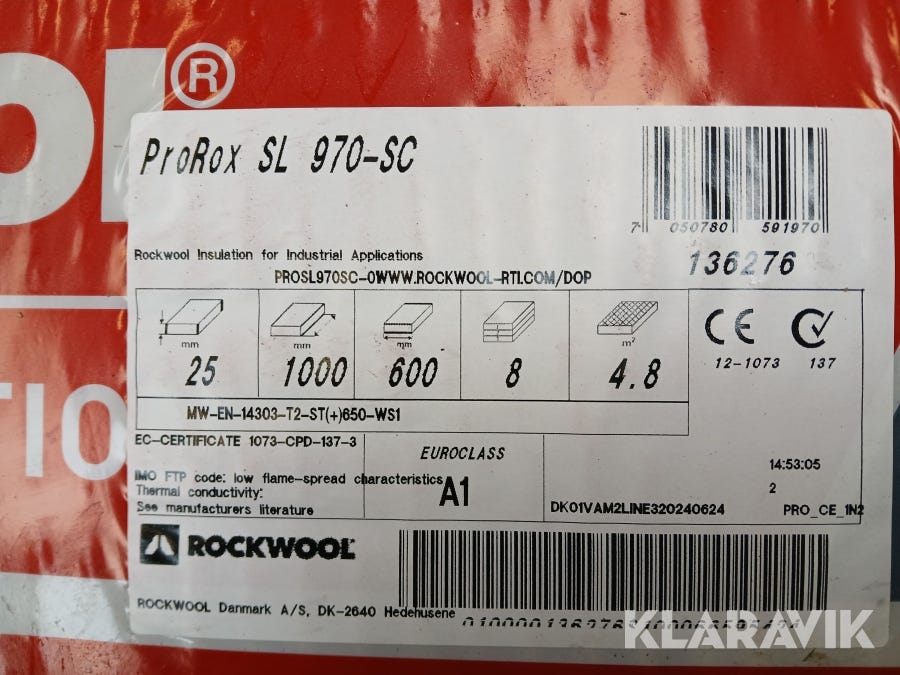 OL®
TIO
ProRox SL 970-SC
7 050780 591970
136276
Rockwool Insulation for Industrial Applications
PROSL970SC-0WWW.ROCKWOOL-RTI.COM/DOP
mm mm mm m²
25 1000 600 8 4.8
CE
12-1073 137
MW-EN-14303-T2-ST(+)650-WS1
EC-CERTIFICATE 1073-CPD-137-3
EUROCLASS
A1
IMO FTP code: low flame-spread characteristics
Thermal conductivity:
See manufacturers literature
14:53:05
2
DK01VAM2LINE320240624 PRO_CE_1N2
ROCKWOOL
ROCKWOOL Danmark A/S, DK-2640 Hedehusene
KLARAVIK